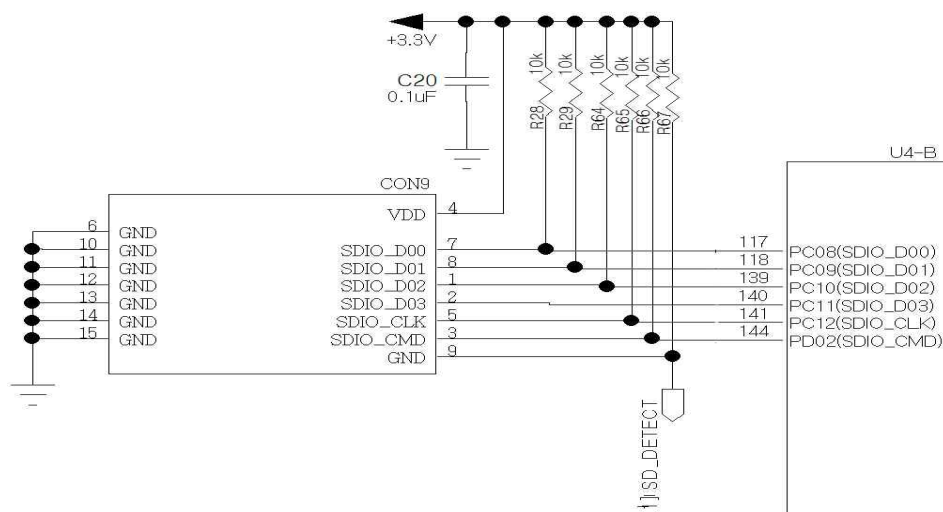 +3.3V
C20
0.1uF
10k
10k
10k
10k
10k
10k
R28
R29
R64
R65
R66
R67
U4-B
CON9
VDD 4
6 GND
10 GND
11 GND
12 GND
13 GND
14 GND
15 GND
SDIO_D00 7
SDIO_D01 8
SDIO_D02 1
SDIO_D03 2
SDIO_CLK 5
SDIO_CMD 3
GND 9
117 PC08(SDIO_D00)
118 PC09(SDIO_D01)
139 PC10(SDIO_D02)
140 PC11(SDIO_D03)
141 PC12(SDIO_CLK)
144 PD02(SDIO_CMD)
SD_DETECT